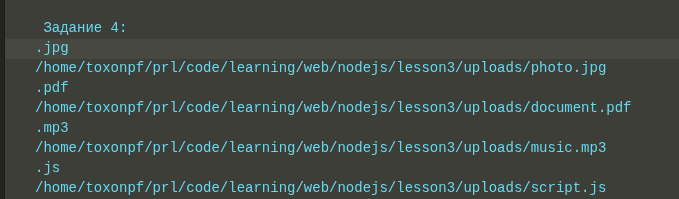 Задание 4:
.jpg
/home/toxonpf/prl/code/learning/web/nodejs/lesson3/uploads/photo.jpg
.pdf
/home/toxonpf/prl/code/learning/web/nodejs/lesson3/uploads/document.pdf
.mp3
/home/toxonpf/prl/code/learning/web/nodejs/lesson3/uploads/music.mp3
.js
/home/toxonpf/prl/code/learning/web/nodejs/lesson3/uploads/script.js